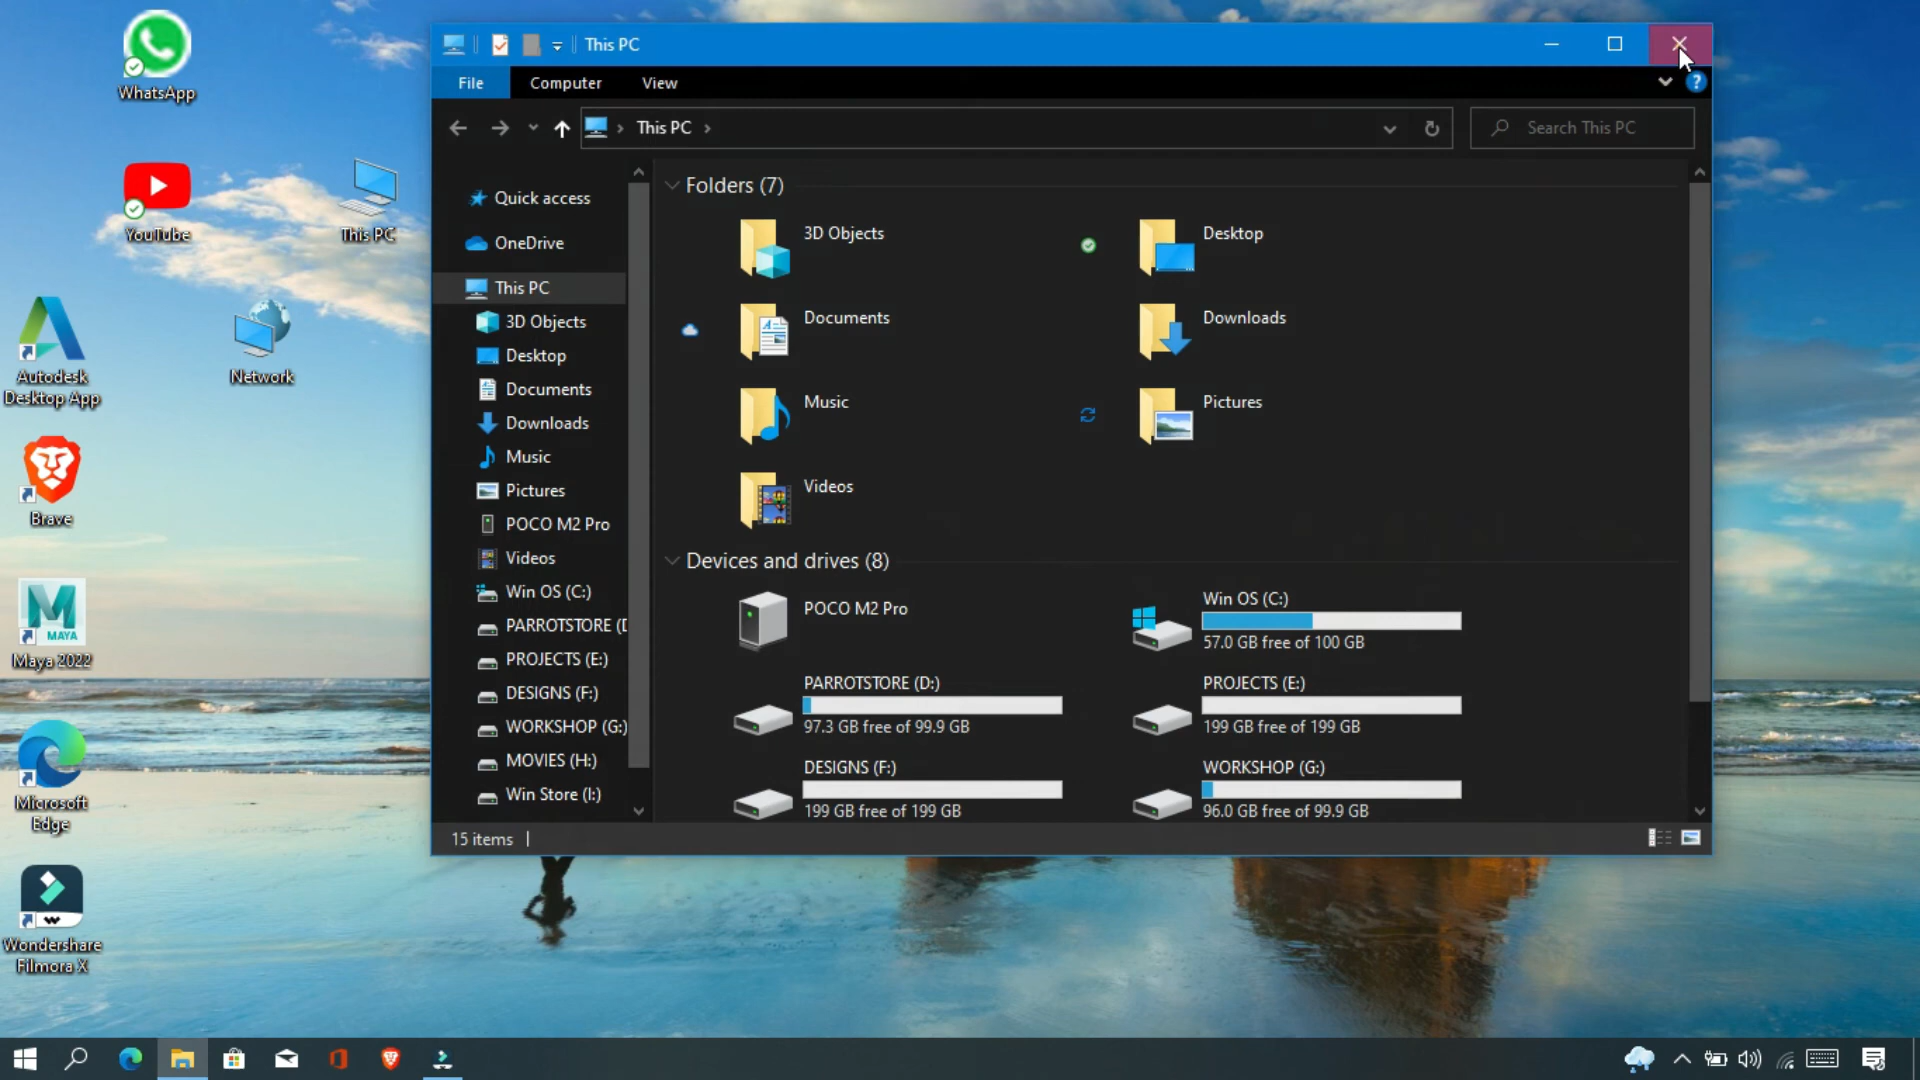 WhatsApp
YouTube
This PC
Autodesk
Desktop App
Network
Brave
MAYA
Maya 2022
Microsoft
Edge
Wondershare
Filmora X
This PC
File
Computer
View
?
This PC
Search This PC
Quick access
OneDrive
This PC
3D Objects
Desktop
Documents
Downloads
Music
Pictures
POCO M2 Pro
Videos
Win OS (C:)
PARROTSTORE (D
PROJECTS (E:)
DESIGNS (F:)
WORKSHOP (G:)
MOVIES (H:)
Win Store (I:)
Folders (7)
3D Objects
Desktop
Documents
Downloads
Music
Pictures
Videos
Devices and drives (8)
POCO M2 Pro
Win OS (C:)
57.0 GB free of 100 GB
PARROTSTORE (D:)
97.3 GB free of 99.9 GB
PROJECTS (E:)
199 GB free of 199 GB
DESIGNS (F:)
199 GB free of 199 GB
WORKSHOP (G:)
96.0 GB free of 99.9 GB
15 items